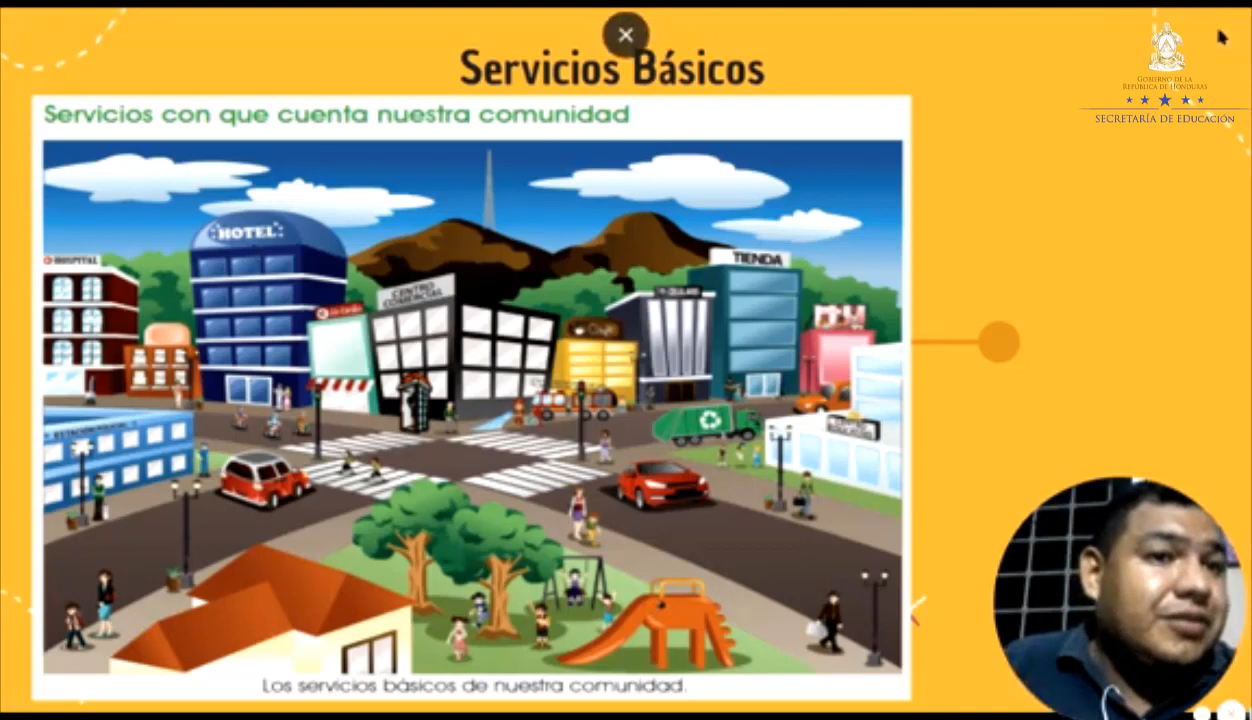 Servicios Básicos
GOBIERNO DE LA
REPÚBLICA DE HONDURAS
SECRETARÍA DE EDUCACIÓN
Servicios con que cuenta nuestra comunidad
HOTEL
HOSPITAL
TIENDA
CENTRO
COMERCIAL
Café
Los servicios básicos de nuestra comunidad.